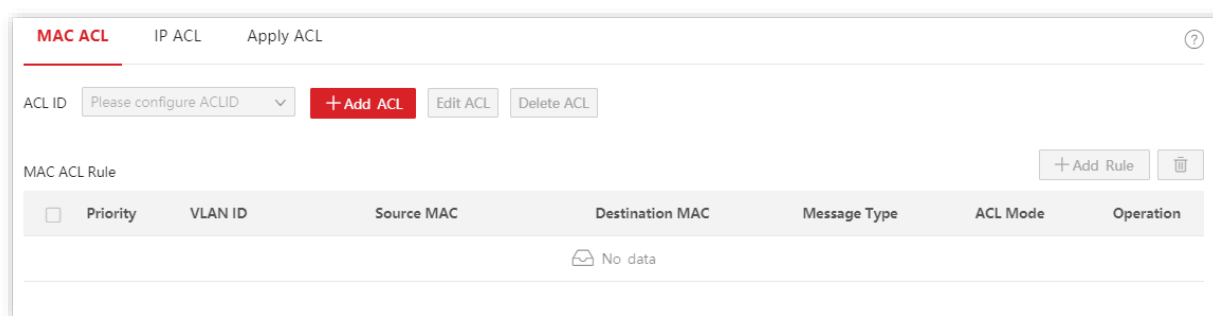 MAC ACL IP ACL Apply ACL ?
ACL ID Please configure ACLID +Add ACL Edit ACL Delete ACL
MAC ACL Rule +Add Rule
Priority VLAN ID Source MAC Destination MAC Message Type ACL Mode Operation
No data